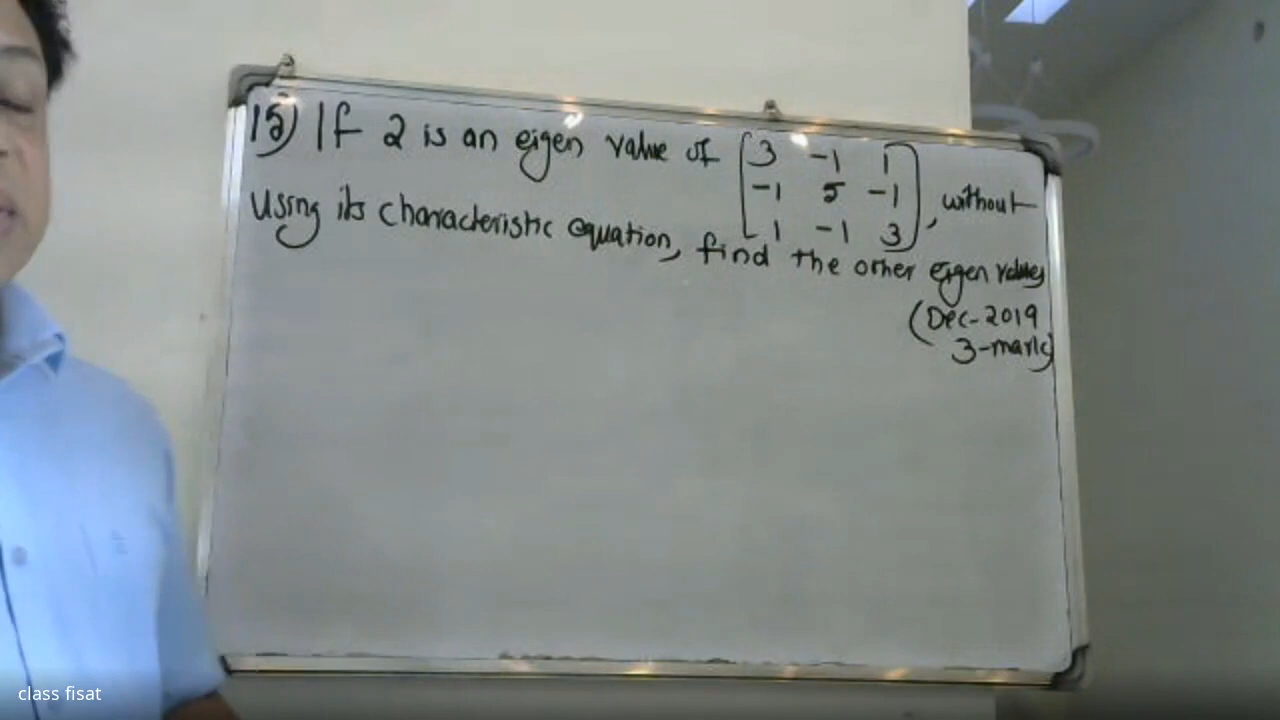 15) If 2 is an eigen value of [3 -1 1
-1 5 -1
1 -1 3], without
using its characteristic equation, find the other eigen values
(Dec-2019
3-mark)
class fisat